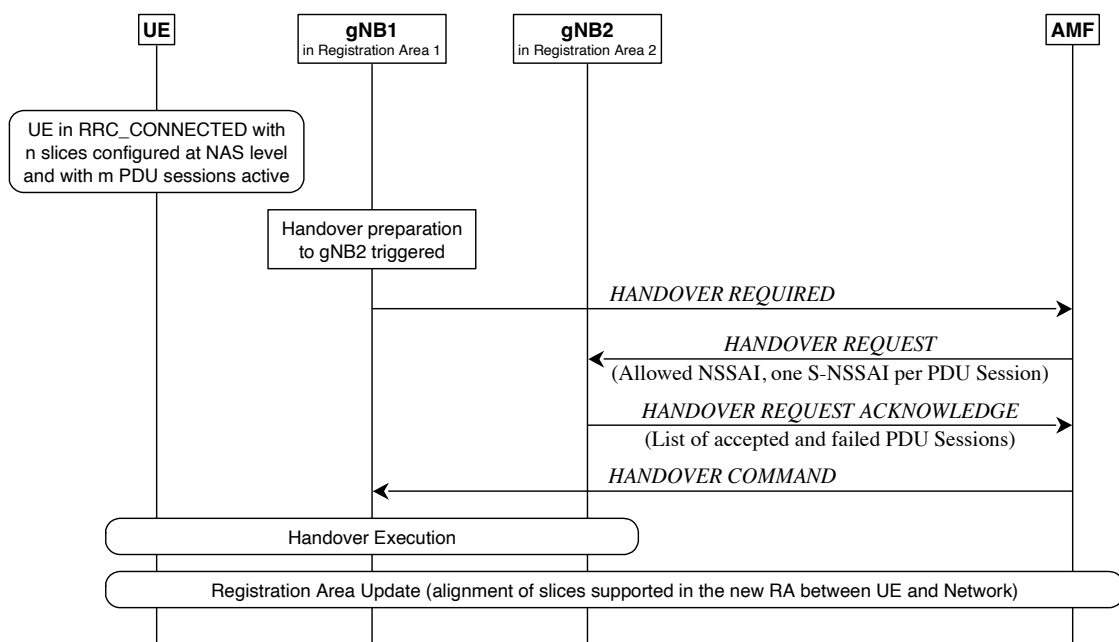 UE
gNB1
in Registration Area 1
gNB2
in Registration Area 2
AMF
UE in RRC_CONNECTED with
n slices configured at NAS level
and with m PDU sessions active
Handover preparation
to gNB2 triggered
HANDOVER REQUIRED
HANDOVER REQUEST
(Allowed NSSAI, one S-NSSAI per PDU Session)
HANDOVER REQUEST ACKNOWLEDGE
(List of accepted and failed PDU Sessions)
HANDOVER COMMAND
Handover Execution
Registration Area Update (alignment of slices supported in the new RA between UE and Network)